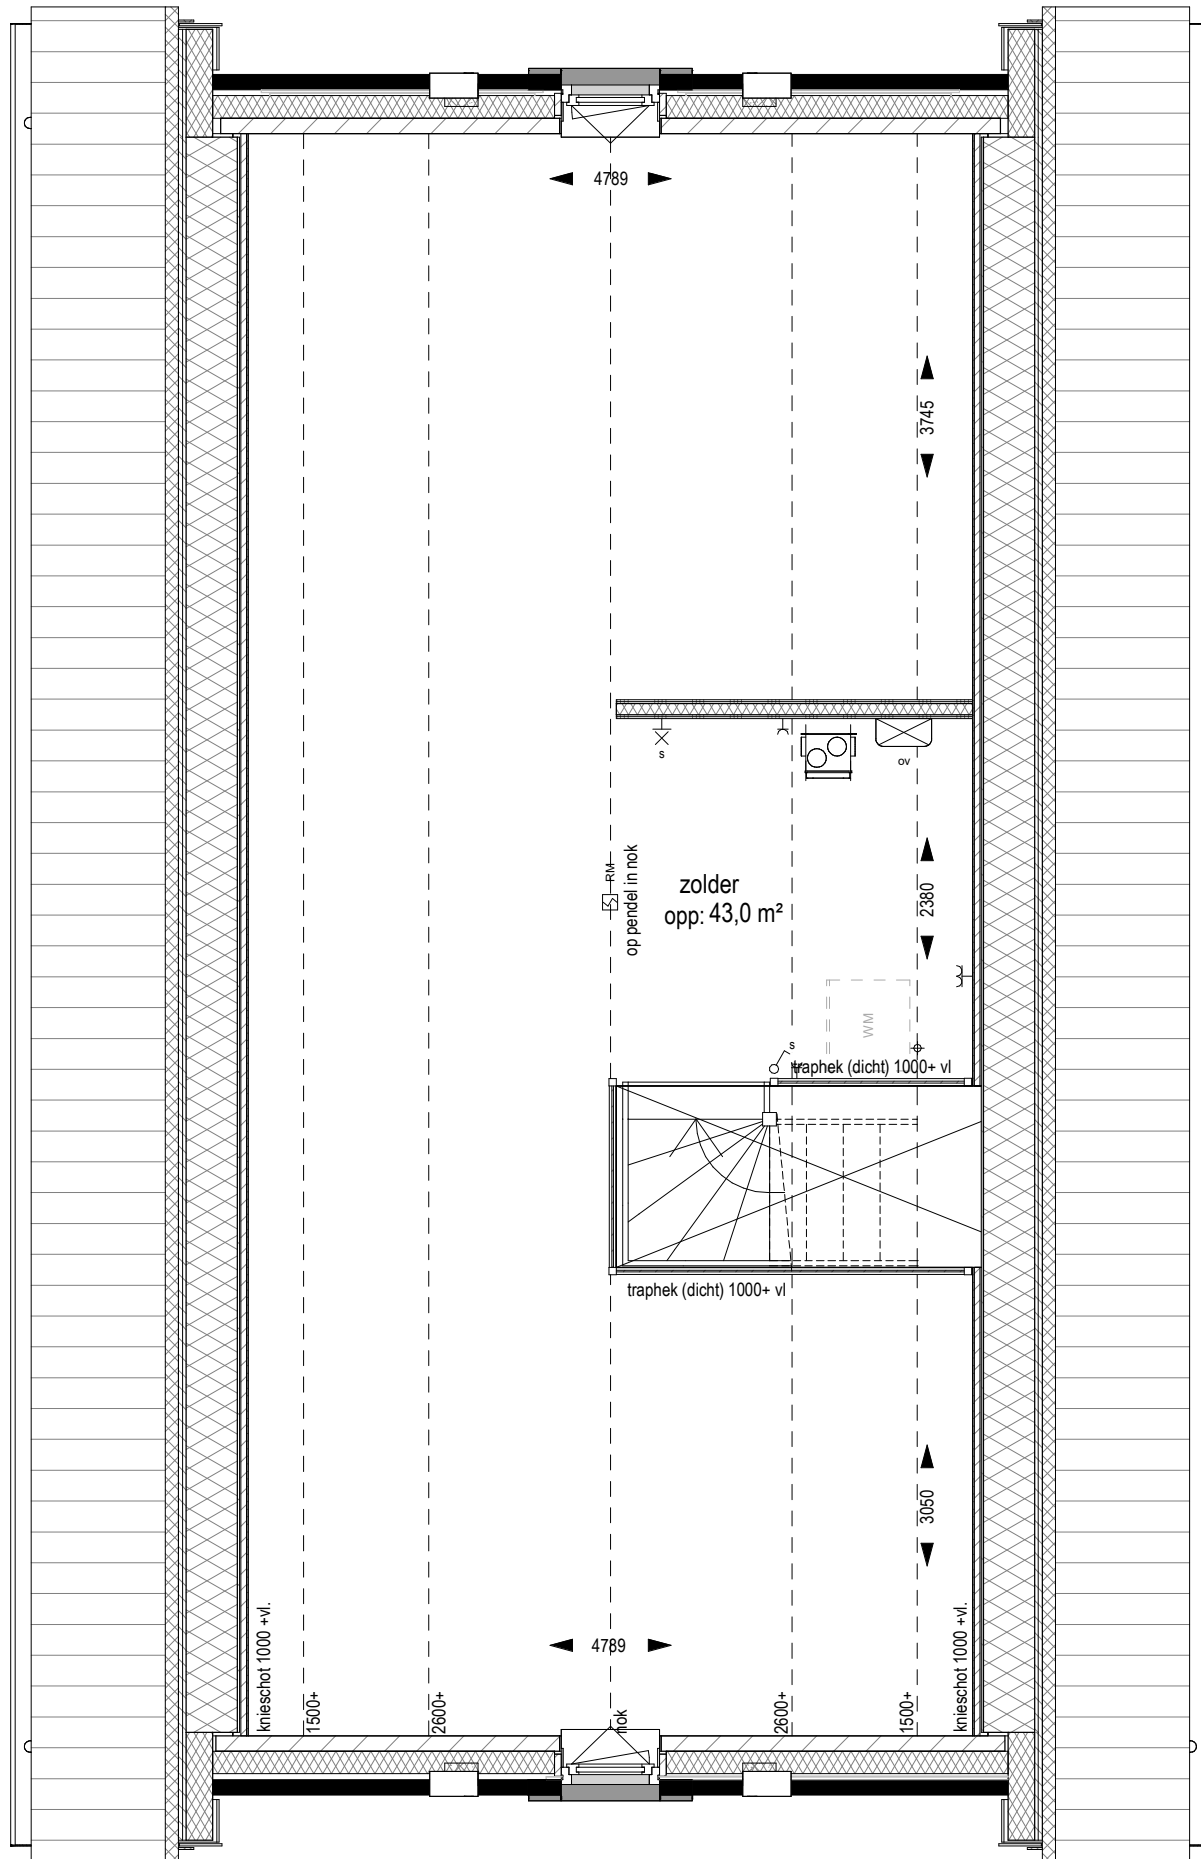 4789
3745
s
ov
RM
op pendel in nok
zolder
opp: 43,0 m²
2380
WM
s
traphek (dicht) 1000+ vl
traphek (dicht) 1000+ vl
3050
4789
knieschot 1000 +vl.
1500+
2600+
nok
2600+
1500+
knieschot 1000 +vl.